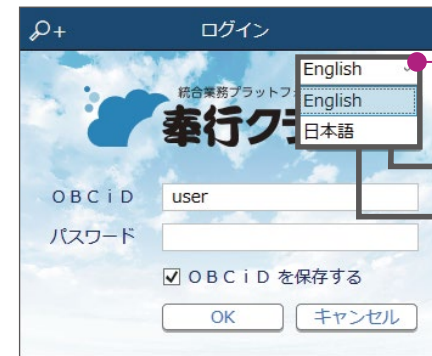 ログイン
English
統合業務プラットフ
English
奉行クラ
日本語
OBCiD
user
パスワード
OBCiDを保存する
OK
キャンセル